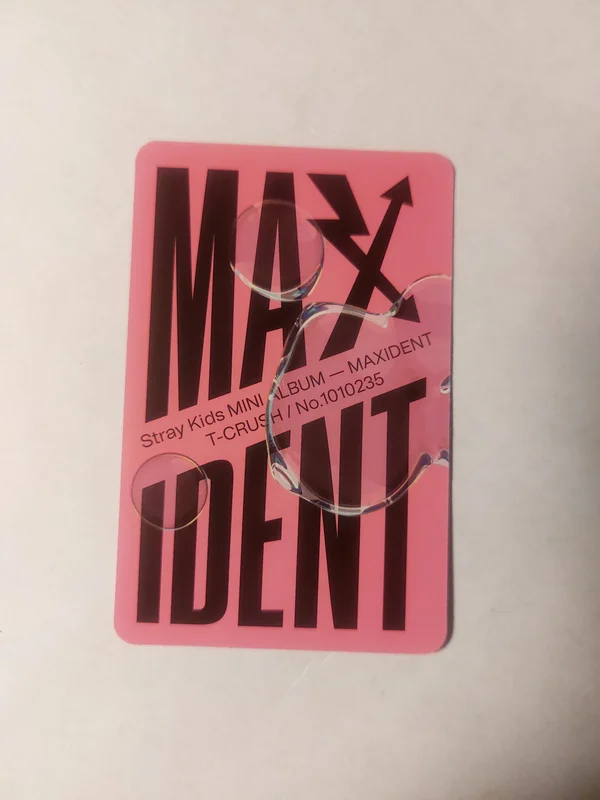 MAX
Stray Kids MINI ALBUM — MAXIDENT
T-CRUSH / No.1010235
IDENT